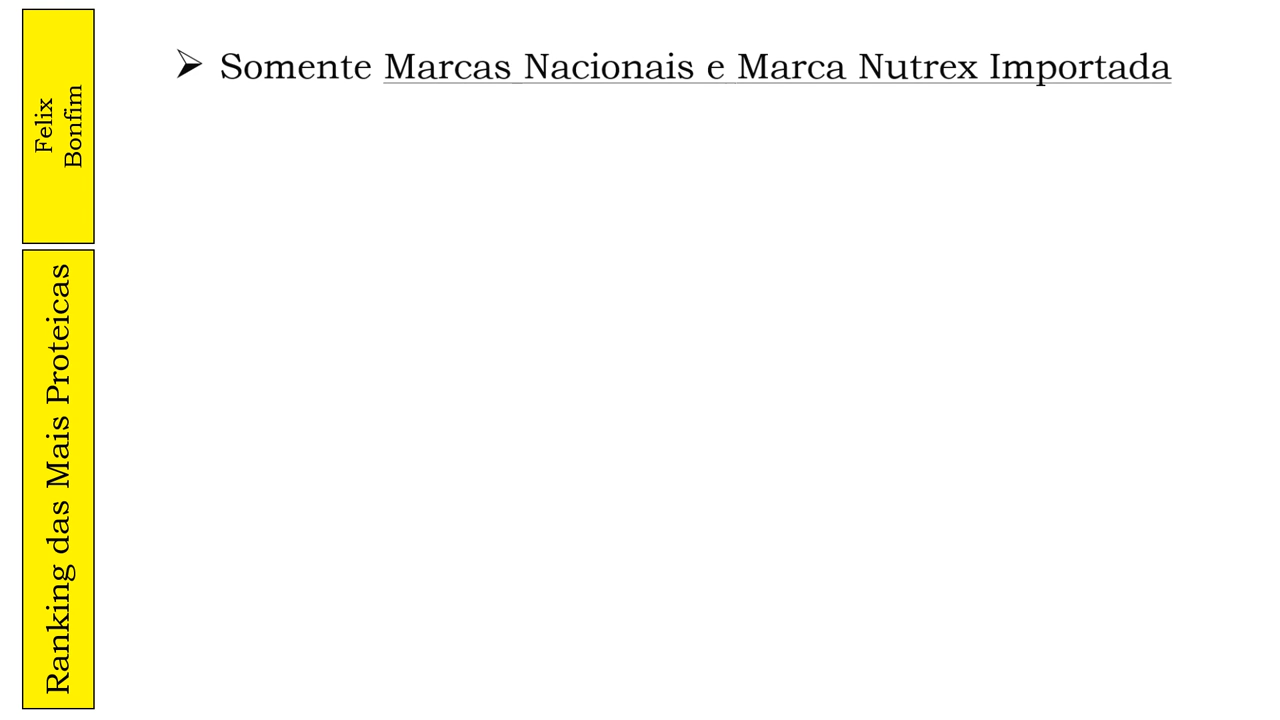 Felix
Bonfim
Ranking das Mais Proteicas
➢ Somente Marcas Nacionais e Marca Nutrex Importada